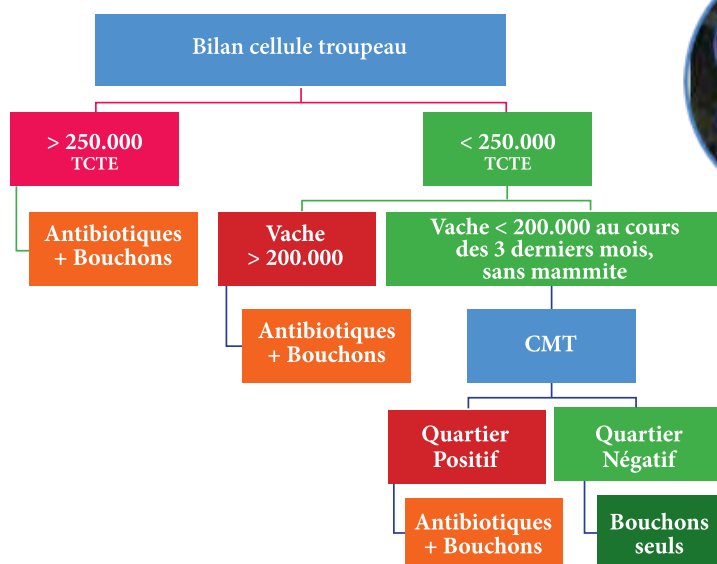 Bilan cellule troupeau
> 250.000
TCTE
< 250.000
TCTE
Antibiotiques
+ Bouchons
Vache
> 200.000
Vache < 200.000 au cours
des 3 derniers mois,
sans mammite
Antibiotiques
+ Bouchons
CMT
Quartier
Positif
Quartier
Négatif
Antibiotiques
+ Bouchons
Bouchons
seuls